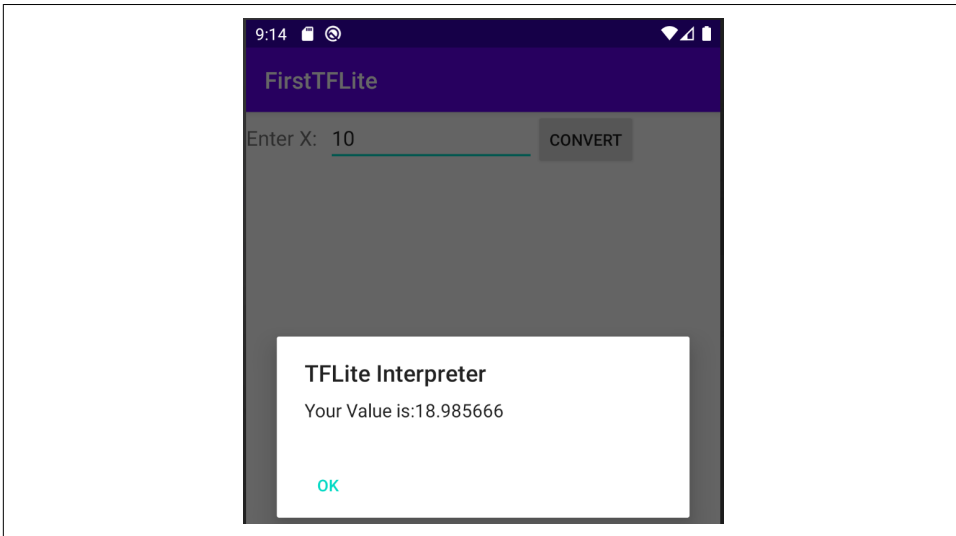 9:14
FirstTFLite
Enter X: 10 CONVERT
TFLite Interpreter
Your Value is:18.985666
OK